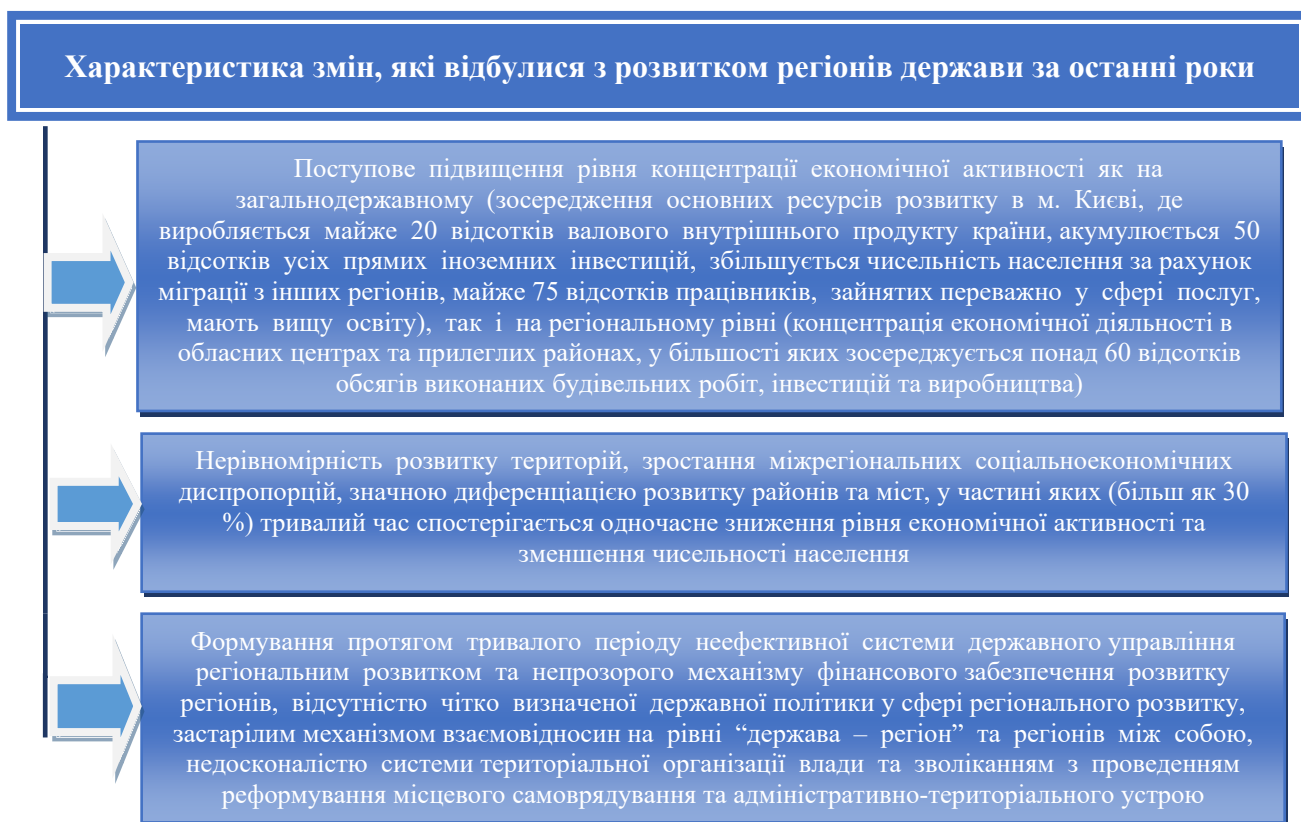 Характеристика змін, які відбулися з розвитком регіонів держави за останні роки
Поступове підвищення рівня концентрації економічної активності як на
загальнодержавному (зосередження основних ресурсів розвитку в м. Києві, де
виробляється майже 20 відсотків валового внутрішнього продукту країни, акумулюється 50
відсотків усіх прямих іноземних інвестицій, збільшується чисельність населення за рахунок
міграції з інших регіонів, майже 75 відсотків працівників, зайнятих переважно у сфері послуг,
мають вищу освіту), так і на регіональному рівні (концентрація економічної діяльності в
обласних центрах та прилеглих районах, у більшості яких зосереджується понад 60 відсотків
обсягів виконаних будівельних робіт, інвестицій та виробництва)
Нерівномірність розвитку територій, зростання міжрегіональних соціальноекономічних
диспропорцій, значною диференціацією розвитку районів та міст, у частині яких (більш як 30
%) тривалий час спостерігається одночасне зниження рівня економічної активності та
зменшення чисельності населення
Формування протягом тривалого періоду неефективної системи державного управління
регіональним розвитком та непрозорого механізму фінансового забезпечення розвитку
регіонів, відсутністю чітко визначеної державної політики у сфері регіонального розвитку,
застарілим механізмом взаємовідносин на рівні “держава – регіон” та регіонів між собою,
недосконалістю системи територіальної організації влади та зволіканням з проведенням
реформування місцевого самоврядування та адміністративно-територіального устрою